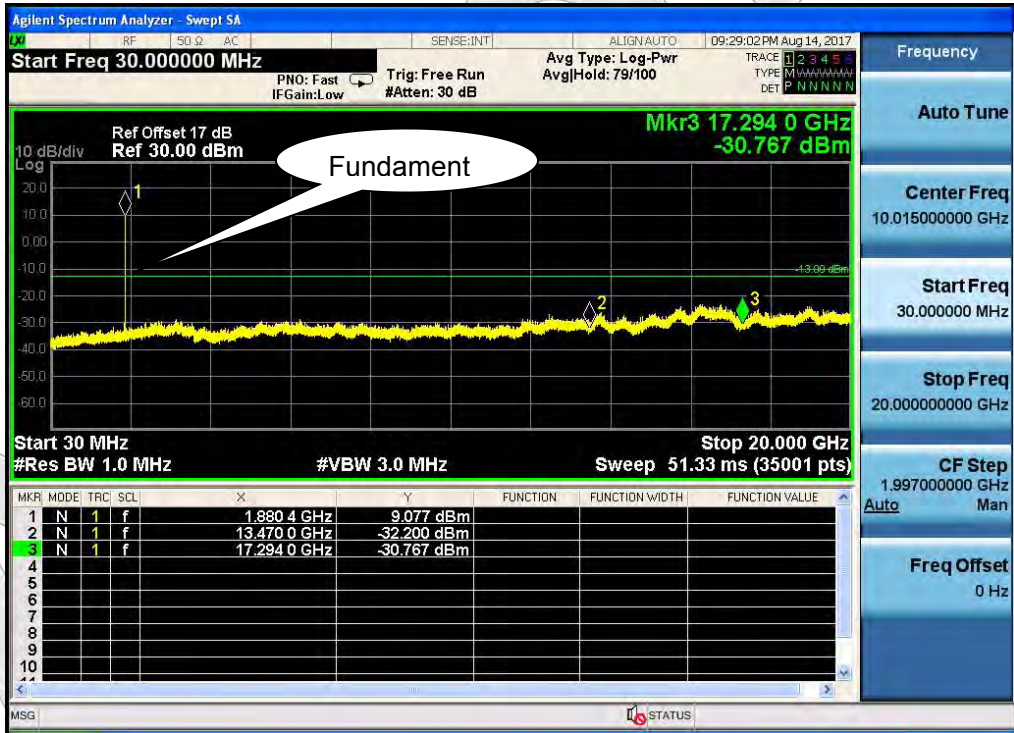 Agilent Spectrum Analyzer - Swept SA
LXI RF 50 Ω AC SENSE:INT ALIGN AUTO 09:29:02 PM Aug 14, 2017
Start Freq 30.000000 MHz
PNO: Fast
IFGain:Low
Trig: Free Run
#Atten: 30 dB
Avg Type: Log-Pwr
Avg|Hold: 79/100
TRACE 1 2 3 4 5 6
TYPE M
DET P N N N N N
Ref Offset 17 dB
10 dB/div Ref 30.00 dBm
Log
Mkr3 17.294 0 GHz
-30.767 dBm
Fundament
20.0
10.0
0.00
-10.0
-20.0
-30.0
-40.0
-50.0
-60.0
1
2
3
-13.00 dBm
Start 30 MHz Stop 20.000 GHz
#Res BW 1.0 MHz #VBW 3.0 MHz Sweep 51.33 ms (35001 pts)
MKR MODE TRC SCL X Y FUNCTION FUNCTION WIDTH FUNCTION VALUE
1 N 1 f 1.880 4 GHz 9.077 dBm
2 N 1 f 13.470 0 GHz -32.200 dBm
3 N 1 f 17.294 0 GHz -30.767 dBm
4
5
6
7
8
9
10
MSG STATUS
Frequency
Auto Tune
Center Freq
10.015000000 GHz
Start Freq
30.000000 MHz
Stop Freq
20.000000000 GHz
CF Step
1.997000000 GHz
Auto Man
Freq Offset
0 Hz